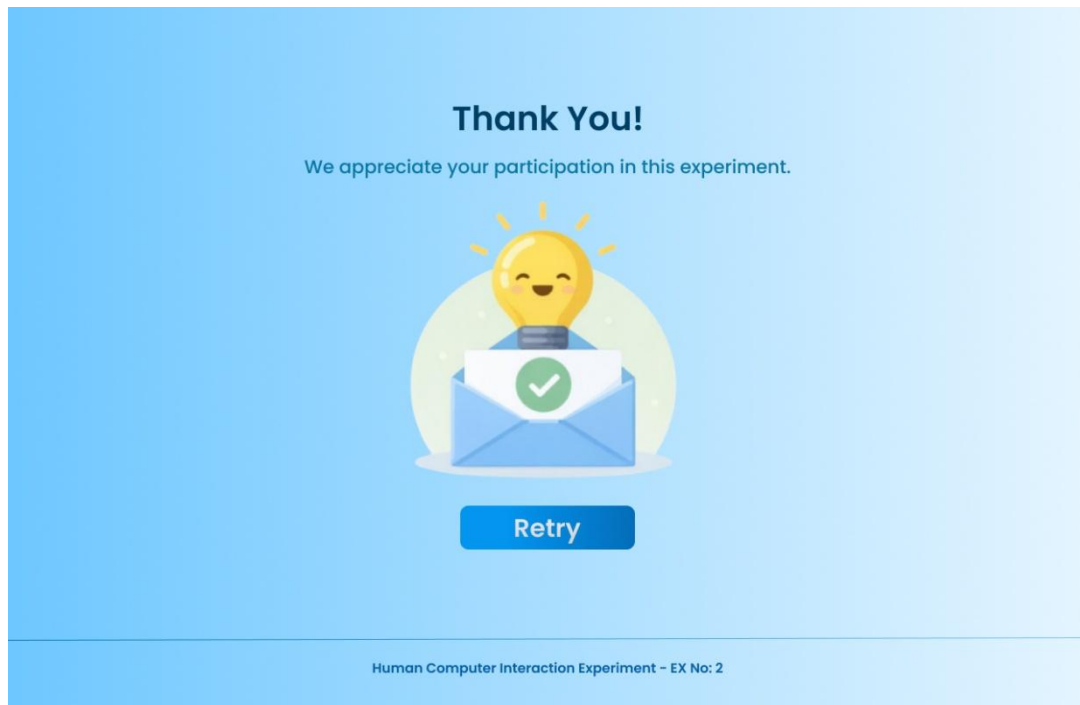 Thank You!
We appreciate your participation in this experiment.
Retry
Human Computer Interaction Experiment - EX No: 2